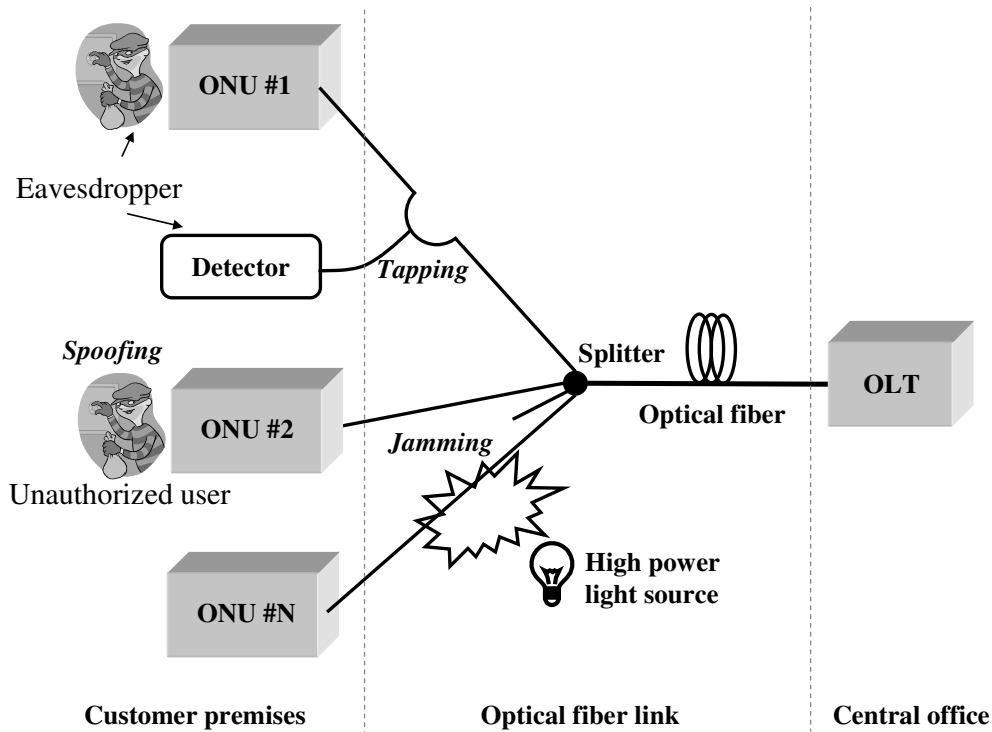 ONU #1
Eavesdropper
Detector
Tapping
Spoofing
Splitter
OLT
ONU #2
Optical fiber
Jamming
Unauthorized user
High power
light source
ONU #N
Customer premises
Optical fiber link
Central office